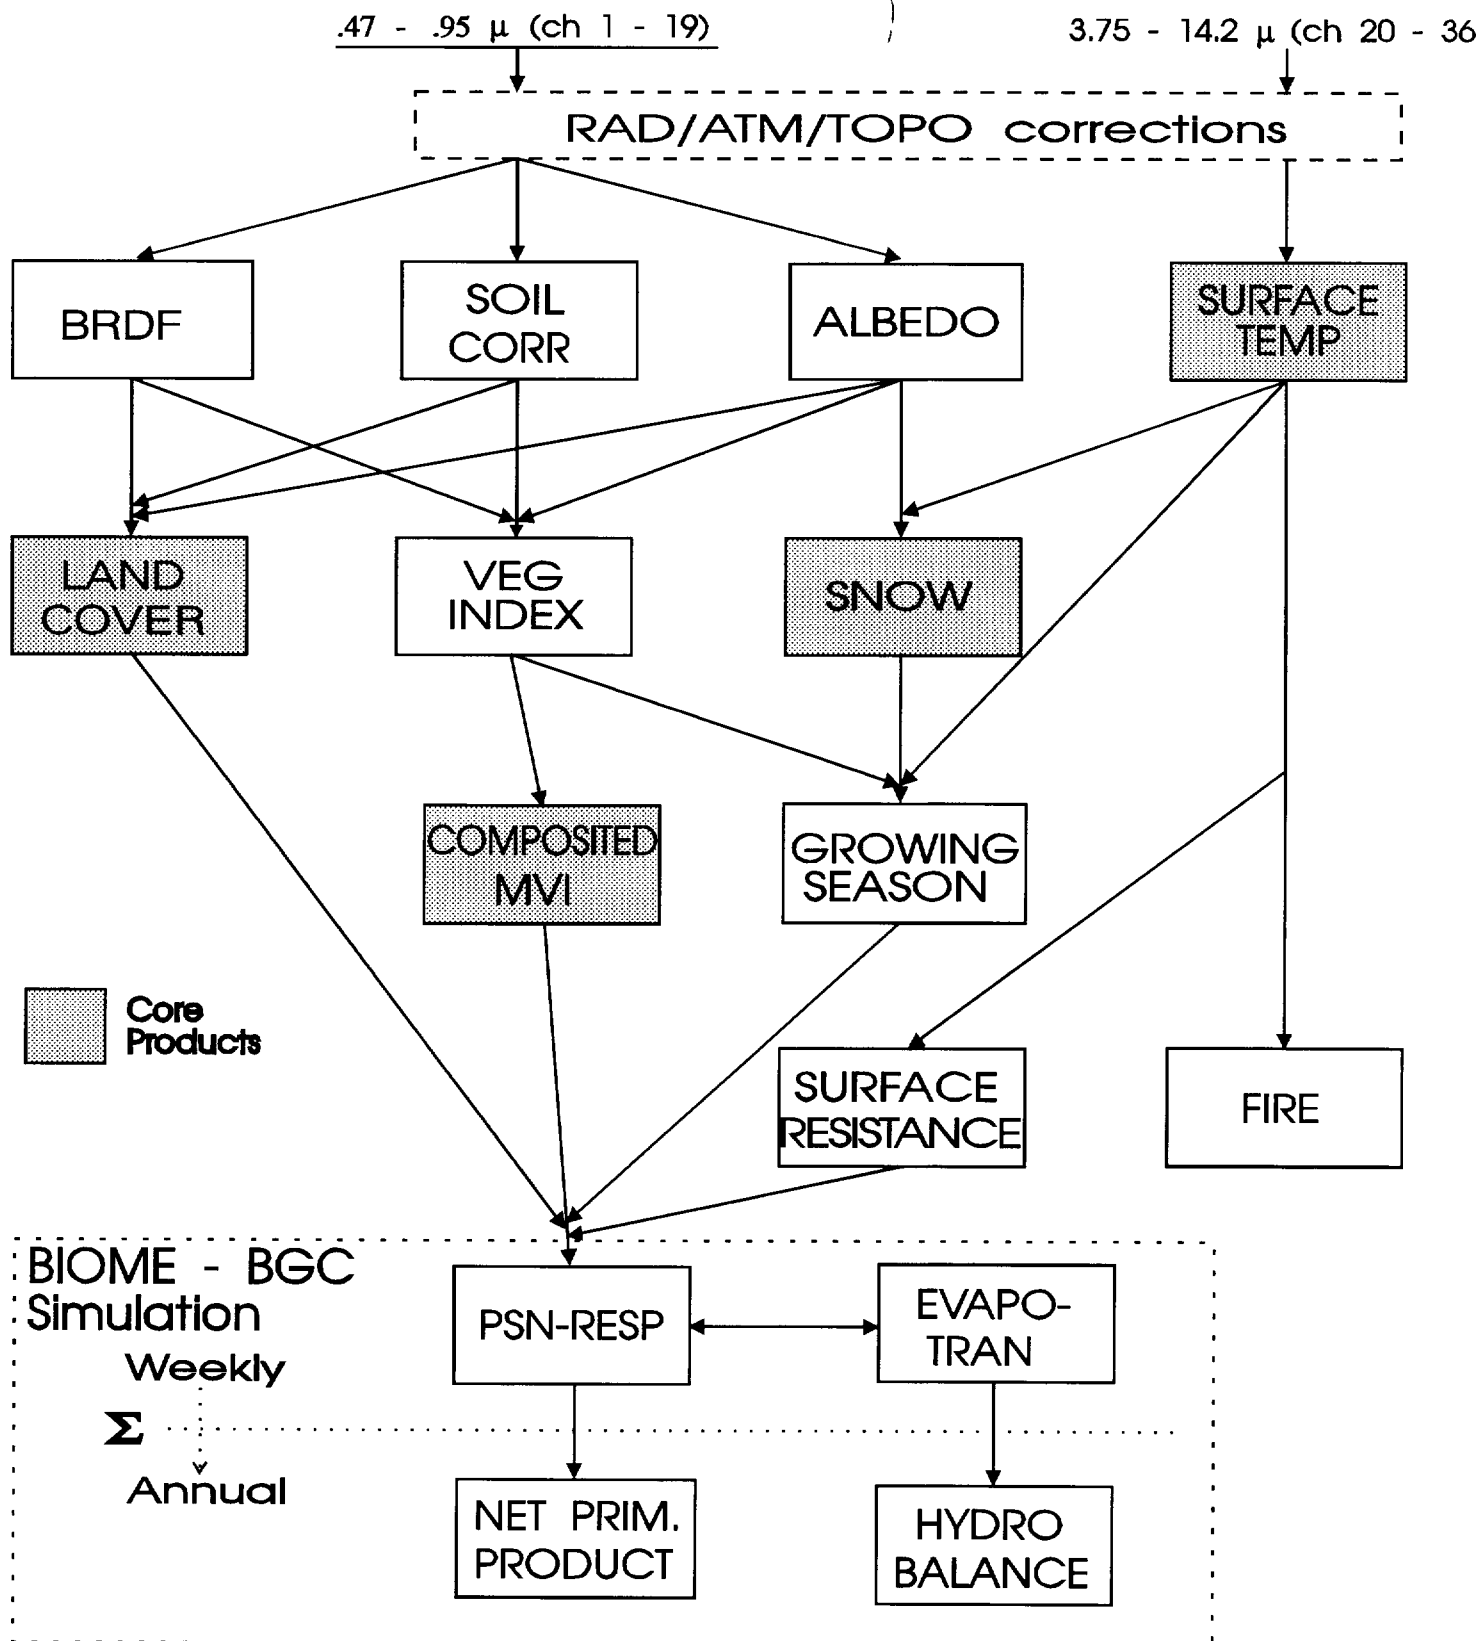 .47 - .95 μ (ch 1 - 19)
3.75 - 14.2 μ (ch 20 - 36
RAD/ATM/TOPO corrections
BRDF
SOIL
CORR
ALBEDO
SURFACE
TEMP
LAND
COVER
VEG
INDEX
SNOW
COMPOSITED
MVI
GROWING
SEASON
Core
Products
SURFACE
RESISTANCE
FIRE
BIOME - BGC
Simulation
Weekly
Σ
Annual
PSN-RESP
EVAPO-
TRAN
NET PRIM.
PRODUCT
HYDRO
BALANCE